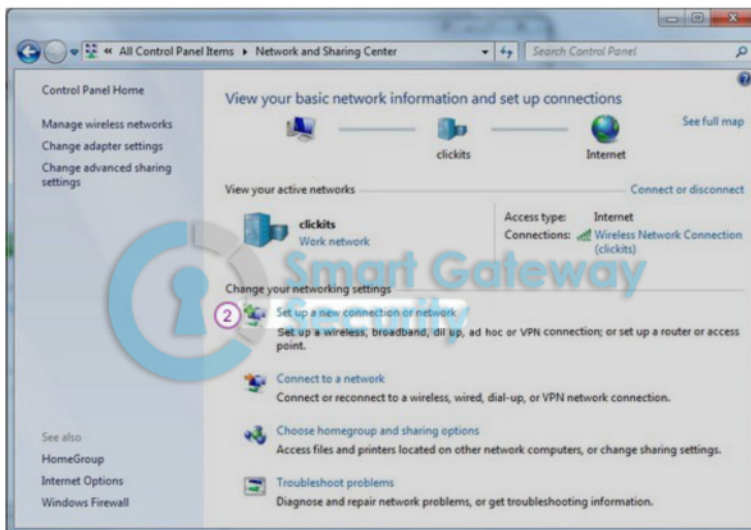 « All Control Panel Items ▸ Network and Sharing Center
Search Control Panel
Control Panel Home
Manage wireless networks
Change adapter settings
Change advanced sharing
settings
See also
HomeGroup
Internet Options
Windows Firewall
View your basic network information and set up connections
See full map
clickits
Internet
View your active networks
Connect or disconnect
clickits
Work network
Access type: Internet
Connections: Wireless Network Connection
(clickits)
Smart Gateway
Security
Change your networking settings
2
Set up a new connection or network
Set up a wireless, broadband, dil up, ad hoc or VPN connection; or set up a router or access
point.
Connect to a network
Connect or reconnect to a wireless, wired, dial-up, or VPN network connection.
Choose homegroup and sharing options
Access files and printers located on other network computers, or change sharing settings.
Troubleshoot problems
Diagnose and repair network problems, or get troubleshooting information.